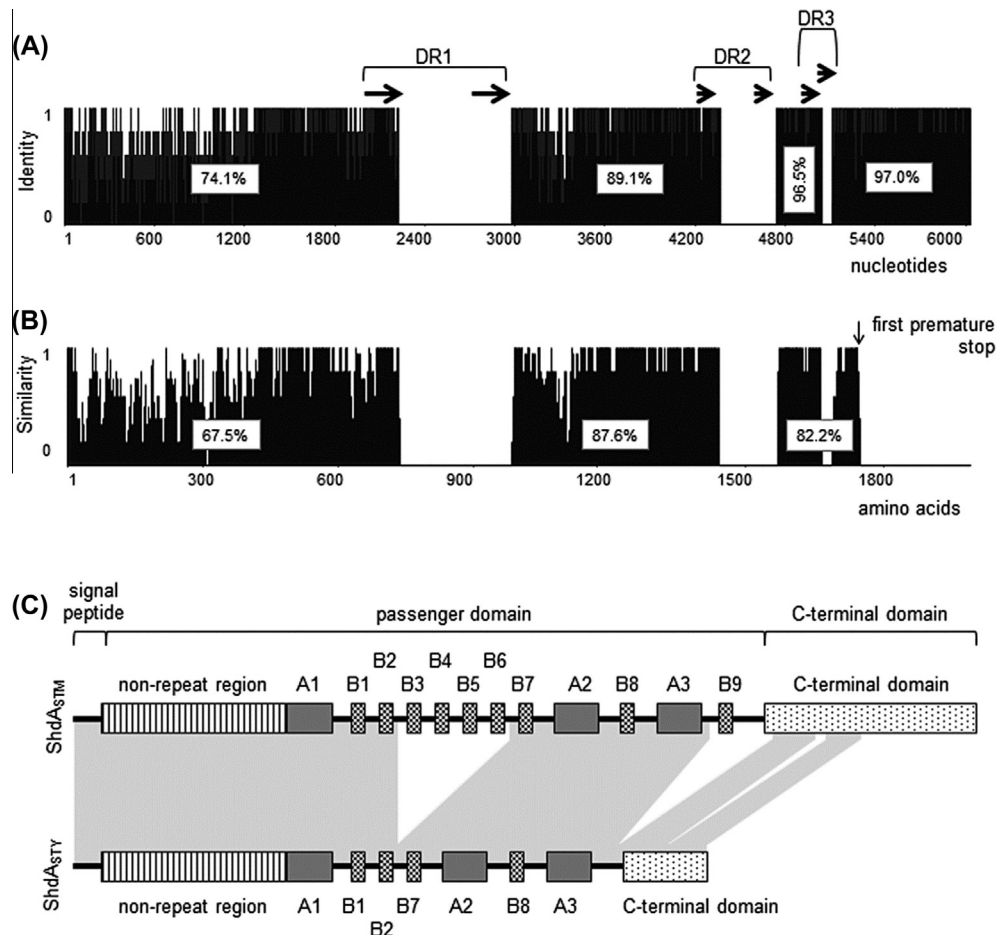 (A)
DR1
DR2
DR3
Identity
1
0
74.1%
89.1%
96.5%
97.0%
1 600 1200 1800 2400 3000 3600 4200 4800 5400 6000
nucleotides
(B)
first premature
stop
Similarity
1
0
67.5%
87.6%
82.2%
1 300 600 900 1200 1500 1800
amino acids
(C)
signal
peptide
passenger domain
C-terminal domain
B2 B4 B6
non-repeat region A1 B1 B3 B5 B7 A2 B8 A3 B9 C-terminal domain
ShdASTM
ShdASTY
non-repeat region A1 B1 B7 A2 B8 A3 C-terminal domain
B2